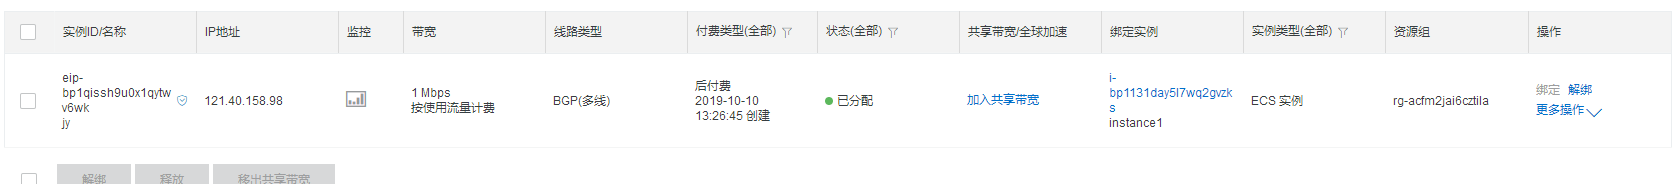 实例ID/名称 IP地址 监控 带宽 线路类型 付费类型(全部) 状态(全部) 共享带宽/全球加速 绑定实例 实例类型(全部) 资源组 操作
eip-
bp1qissh9u0x1qytw
v6wk
jy
121.40.158.98
1 Mbps
按使用流量计费
BGP(多线)
后付费
2019-10-10
13:26:45 创建
已分配
加入共享带宽
i-
bp1131day5l7wq2gvzk
s
instance1
ECS 实例
rg-acfm2jai6cztila
绑定 解绑
更多操作
解绑 释放 移出共享带宽